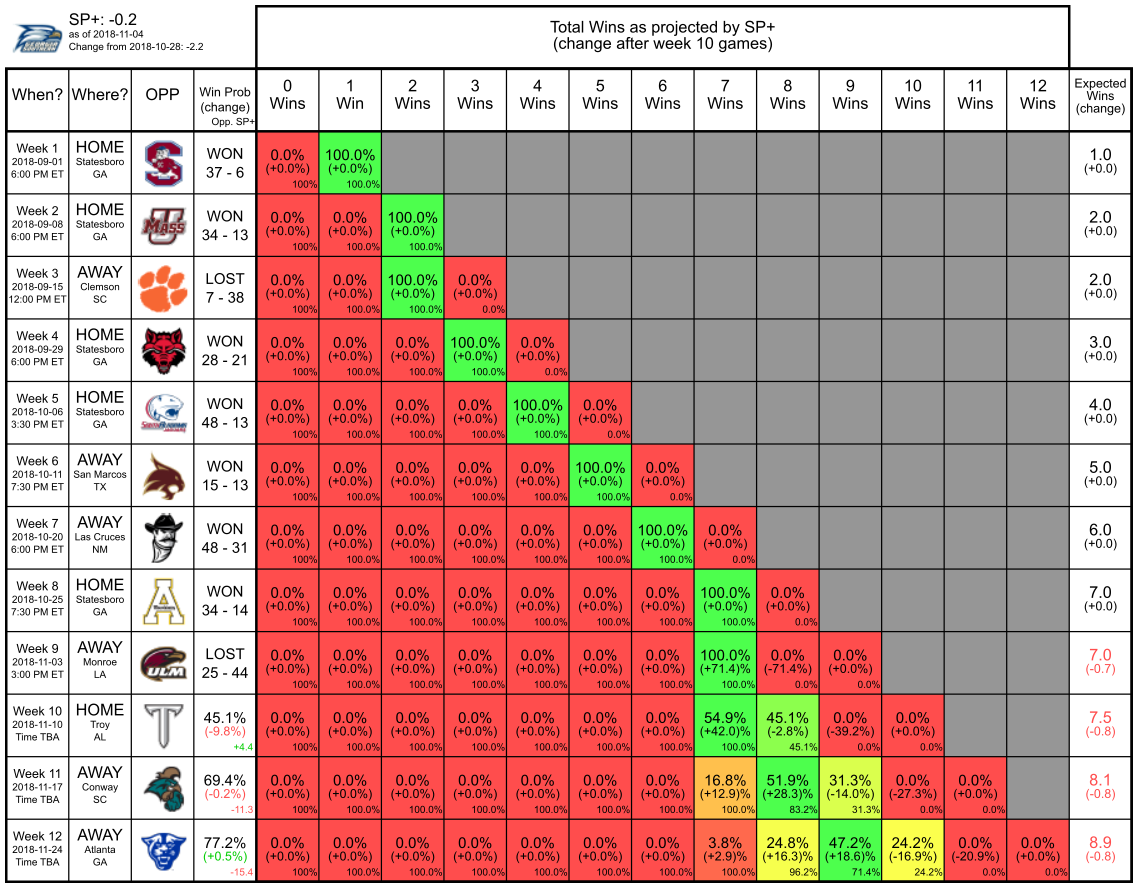 SP+: -0.2
as of 2018-11-04
Change from 2018-10-28: -2.2
Total Wins as projected by SP+
(change after week 10 games)
When? Where? OPP Win Prob (change) Opp. SP+ 0 Wins 1 Win 2 Wins 3 Wins 4 Wins 5 Wins 6 Wins 7 Wins 8 Wins 9 Wins 10 Wins 11 Wins 12 Wins Expected Wins (change)
Week 1 HOME WON 0.0% 100.0% 1.0
2018-09-01 Statesboro 37 - 6 (+0.0%) (+0.0%) (+0.0)
6:00 PM ET GA 100% 100.0%
Week 2 HOME WON 0.0% 0.0% 100.0% 2.0
2018-09-08 Statesboro MASS 34 - 13 (+0.0%) (+0.0%) (+0.0%) (+0.0)
6:00 PM ET GA 100% 100.0% 100.0%
Week 3 AWAY LOST 0.0% 0.0% 100.0% 0.0% 2.0
2018-09-15 Clemson 7 - 38 (+0.0%) (+0.0%) (+0.0%) (+0.0%) (+0.0)
12:00 PM ET SC 100% 100.0% 100.0% 0.0%
Week 4 HOME WON 0.0% 0.0% 0.0% 100.0% 0.0% 3.0
2018-09-29 Statesboro 28 - 21 (+0.0%) (+0.0%) (+0.0%) (+0.0%) (+0.0%) (+0.0)
6:00 PM ET GA 100% 100.0% 100.0% 100.0% 0.0%
Week 5 HOME WON 0.0% 0.0% 0.0% 0.0% 100.0% 0.0% 4.0
2018-10-06 Statesboro 48 - 13 (+0.0%) (+0.0%) (+0.0%) (+0.0%) (+0.0%) (+0.0%) (+0.0)
3:30 PM ET GA 100% 100.0% 100.0% 100.0% 100.0% 0.0%
Week 6 AWAY WON 0.0% 0.0% 0.0% 0.0% 0.0% 100.0% 0.0% 5.0
2018-10-11 San Marcos 15 - 13 (+0.0%) (+0.0%) (+0.0%) (+0.0%) (+0.0%) (+0.0%) (+0.0%) (+0.0)
7:30 PM ET TX 100% 100.0% 100.0% 100.0% 100.0% 100.0% 0.0%
Week 7 AWAY WON 0.0% 0.0% 0.0% 0.0% 0.0% 0.0% 100.0% 0.0% 6.0
2018-10-20 Las Cruces 48 - 31 (+0.0%) (+0.0%) (+0.0%) (+0.0%) (+0.0%) (+0.0%) (+0.0%) (+0.0%) (+0.0)
6:00 PM ET NM 100% 100.0% 100.0% 100.0% 100.0% 100.0% 100.0% 0.0%
Week 8 HOME WON 0.0% 0.0% 0.0% 0.0% 0.0% 0.0% 0.0% 100.0% 0.0% 7.0
2018-10-25 Statesboro 34 - 14 (+0.0%) (+0.0%) (+0.0%) (+0.0%) (+0.0%) (+0.0%) (+0.0%) (+0.0%) (+0.0%) (+0.0)
7:30 PM ET GA 100% 100.0% 100.0% 100.0% 100.0% 100.0% 100.0% 100.0% 0.0%
Week 9 AWAY LOST 0.0% 0.0% 0.0% 0.0% 0.0% 0.0% 0.0% 100.0% 0.0% 0.0% 7.0
2018-11-03 Monroe ULM 25 - 44 (+0.0%) (+0.0%) (+0.0%) (+0.0%) (+0.0%) (+0.0%) (+0.0%) (+71.4)% (-71.4%) (+0.0%) (-0.7)
3:00 PM ET LA 100% 100.0% 100.0% 100.0% 100.0% 100.0% 100.0% 100.0% 0.0% 0.0%
Week 10 HOME 45.1% 0.0% 0.0% 0.0% 0.0% 0.0% 0.0% 0.0% 54.9% 45.1% 0.0% 0.0% 7.5
2018-11-10 Troy (-9.8%) (+0.0%) (+0.0%) (+0.0%) (+0.0%) (+0.0%) (+0.0%) (+0.0%) (+42.0)% (-2.8%) (-39.2%) (+0.0%) (-0.8)
Time TBA AL +4.4 100% 100.0% 100.0% 100.0% 100.0% 100.0% 100.0% 100.0% 45.1% 0.0% 0.0%
Week 11 AWAY 69.4% 0.0% 0.0% 0.0% 0.0% 0.0% 0.0% 0.0% 16.8% 51.9% 31.3% 0.0% 0.0% 8.1
2018-11-17 Conway (-0.2%) (+0.0%) (+0.0%) (+0.0%) (+0.0%) (+0.0%) (+0.0%) (+0.0%) (+12.9)% (+28.3)% (-14.0%) (-27.3%) (+0.0%) (-0.8)
Time TBA SC -11.3 100% 100.0% 100.0% 100.0% 100.0% 100.0% 100.0% 100.0% 83.2% 31.3% 0.0% 0.0%
Week 12 AWAY 77.2% 0.0% 0.0% 0.0% 0.0% 0.0% 0.0% 0.0% 3.8% 24.8% 47.2% 24.2% 0.0% 0.0% 8.9
2018-11-24 Atlanta (+0.5%) (+0.0%) (+0.0%) (+0.0%) (+0.0%) (+0.0%) (+0.0%) (+0.0%) (+2.9)% (+16.3)% (+18.6)% (-16.9%) (-20.9%) (+0.0%) (-0.8)
Time TBA GA -15.4 100% 100.0% 100.0% 100.0% 100.0% 100.0% 100.0% 100.0% 96.2% 71.4% 24.2% 0.0% 0.0%